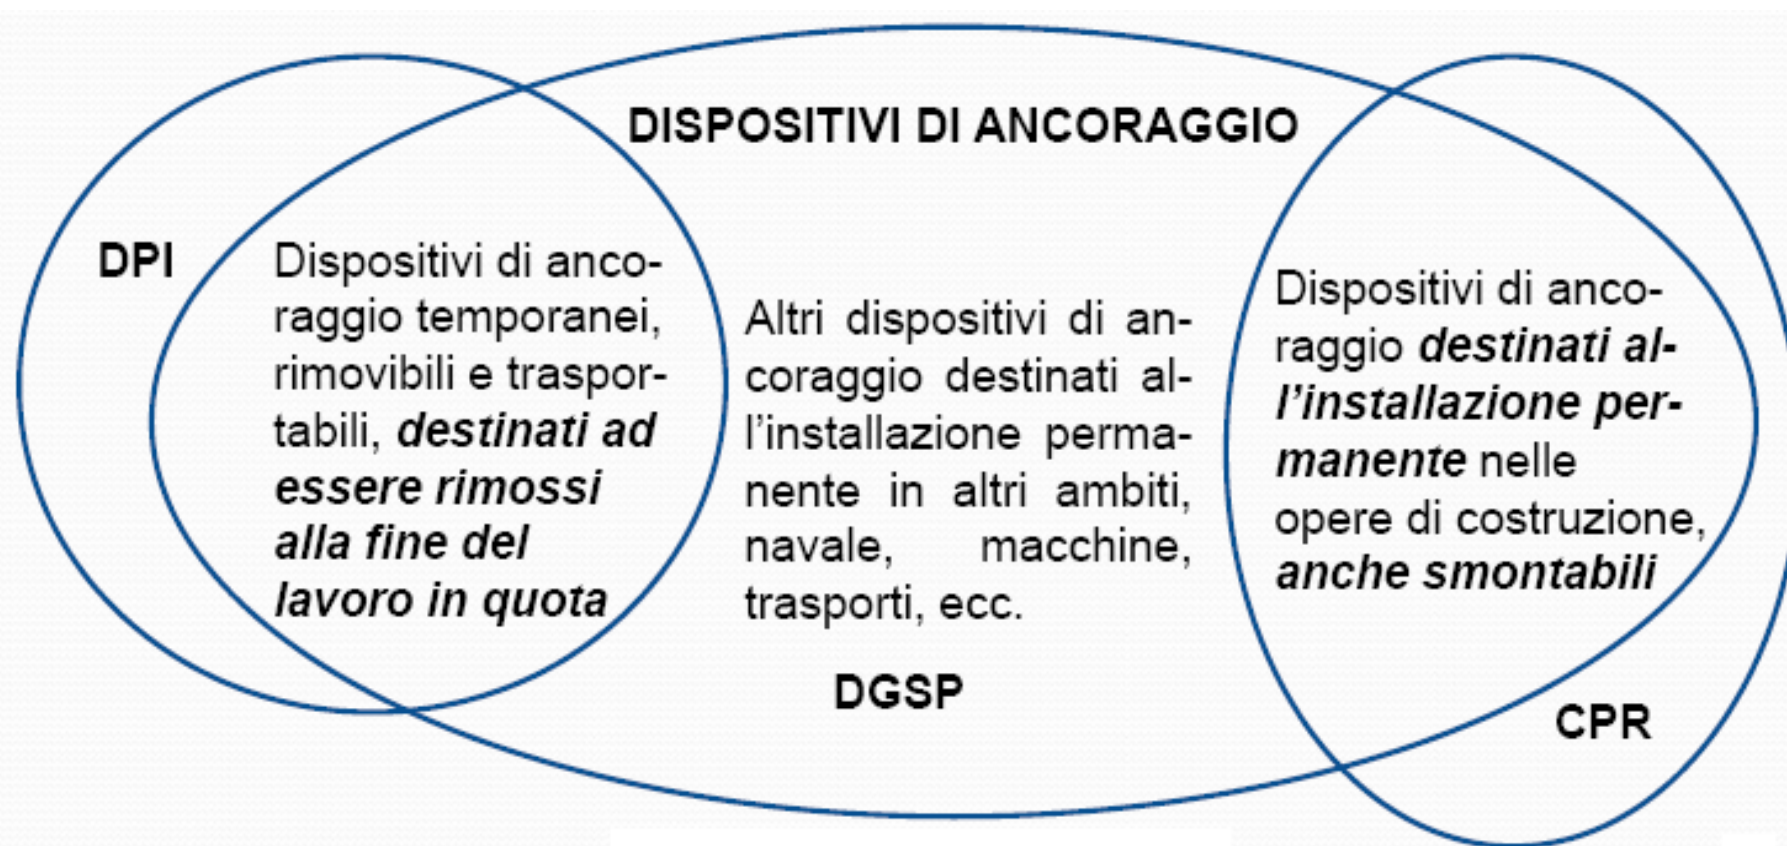 DISPOSITIVI DI ANCORAGGIO
DPI
Dispositivi di anco-
raggio temporanei,
rimovibili e traspor-
tabili, destinati ad
essere rimossi
alla fine del
lavoro in quota
Altri dispositivi di an-
coraggio destinati al-
l'installazione perma-
nente in altri ambiti,
navale, macchine,
trasporti, ecc.
DGSP
Dispositivi di anco-
raggio destinati al-
l'installazione per-
manente nelle
opere di costruzione,
anche smontabili
CPR